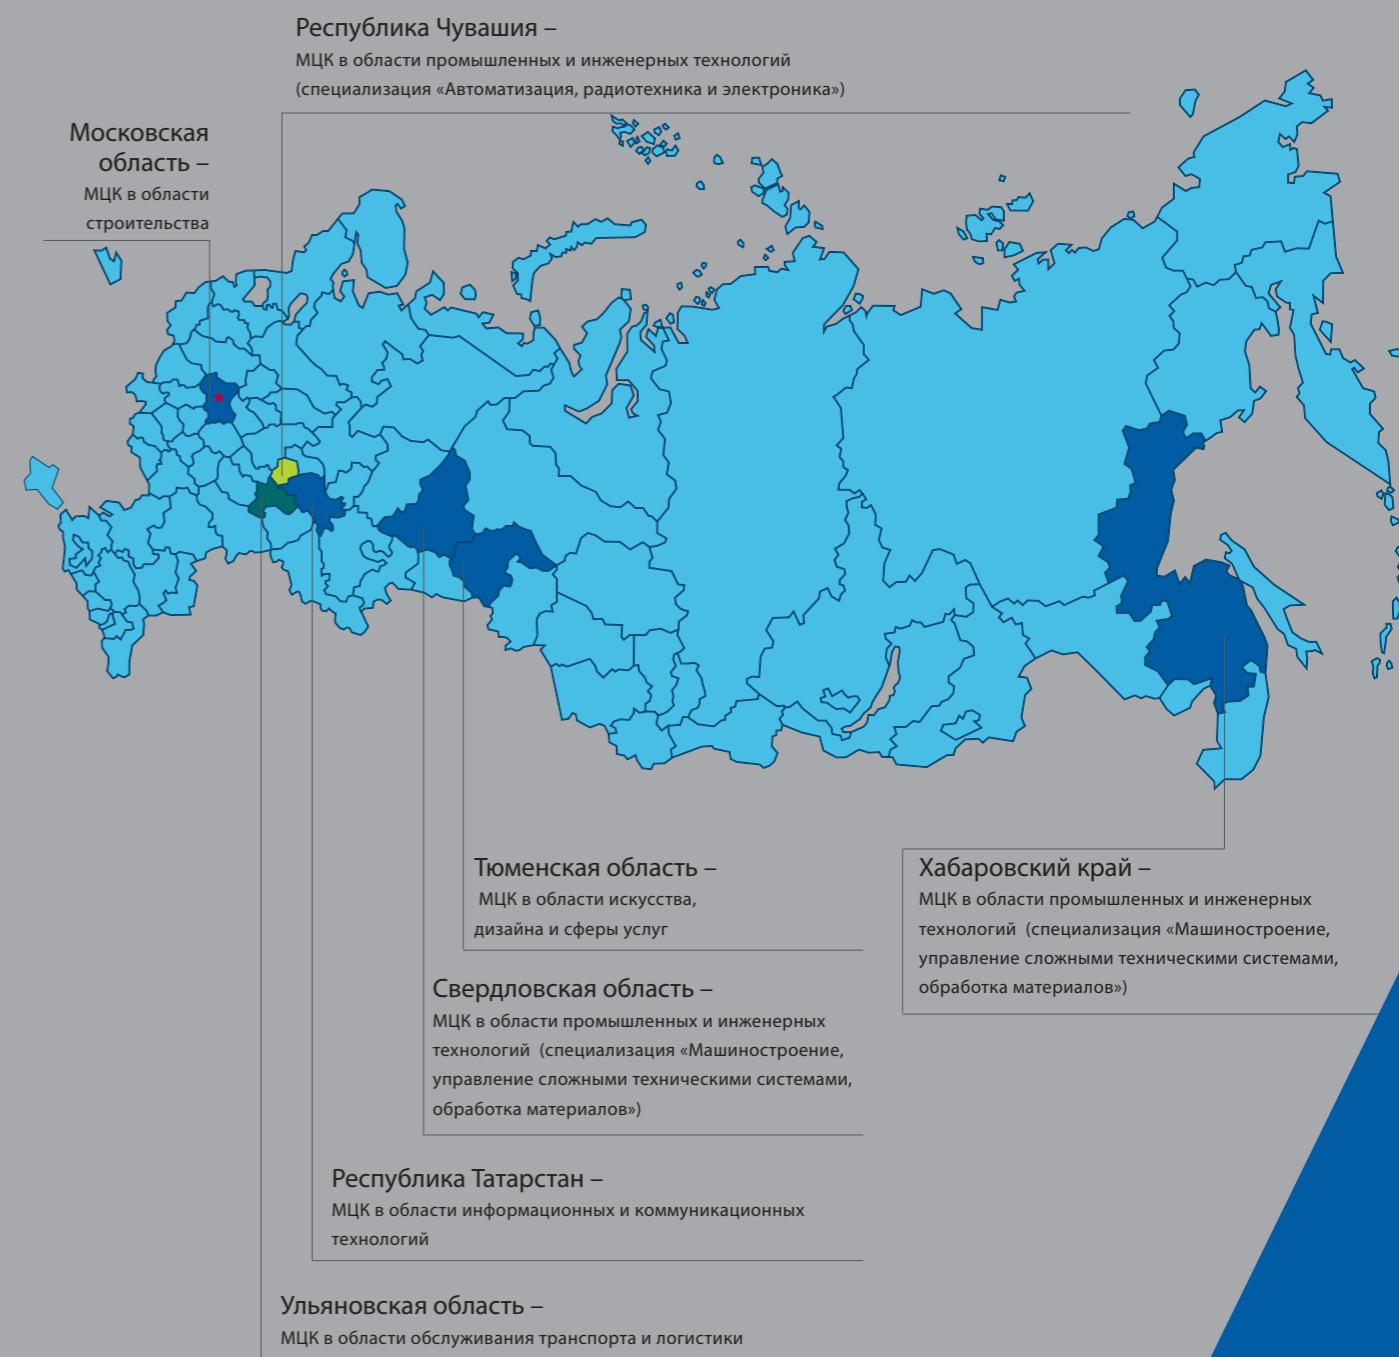 Республика Чувашия –
МЦК в области промышленных и инженерных технологий
(специализация «Автоматизация, радиотехника и электроника»)
Московская
область –
МЦК в области
строительства
Тюменская область –
МЦК в области искусства,
дизайна и сферы услуг
Хабаровский край –
МЦК в области промышленных и инженерных
технологий (специализация «Машиностроение,
управление сложными техническими системами,
обработка материалов»)
Свердловская область –
МЦК в области промышленных и инженерных
технологий (специализация «Машиностроение,
управление сложными техническими системами,
обработка материалов»)
Республика Татарстан –
МЦК в области информационных и коммуникационных
технологий
Ульяновская область –
МЦК в области обслуживания транспорта и логистики